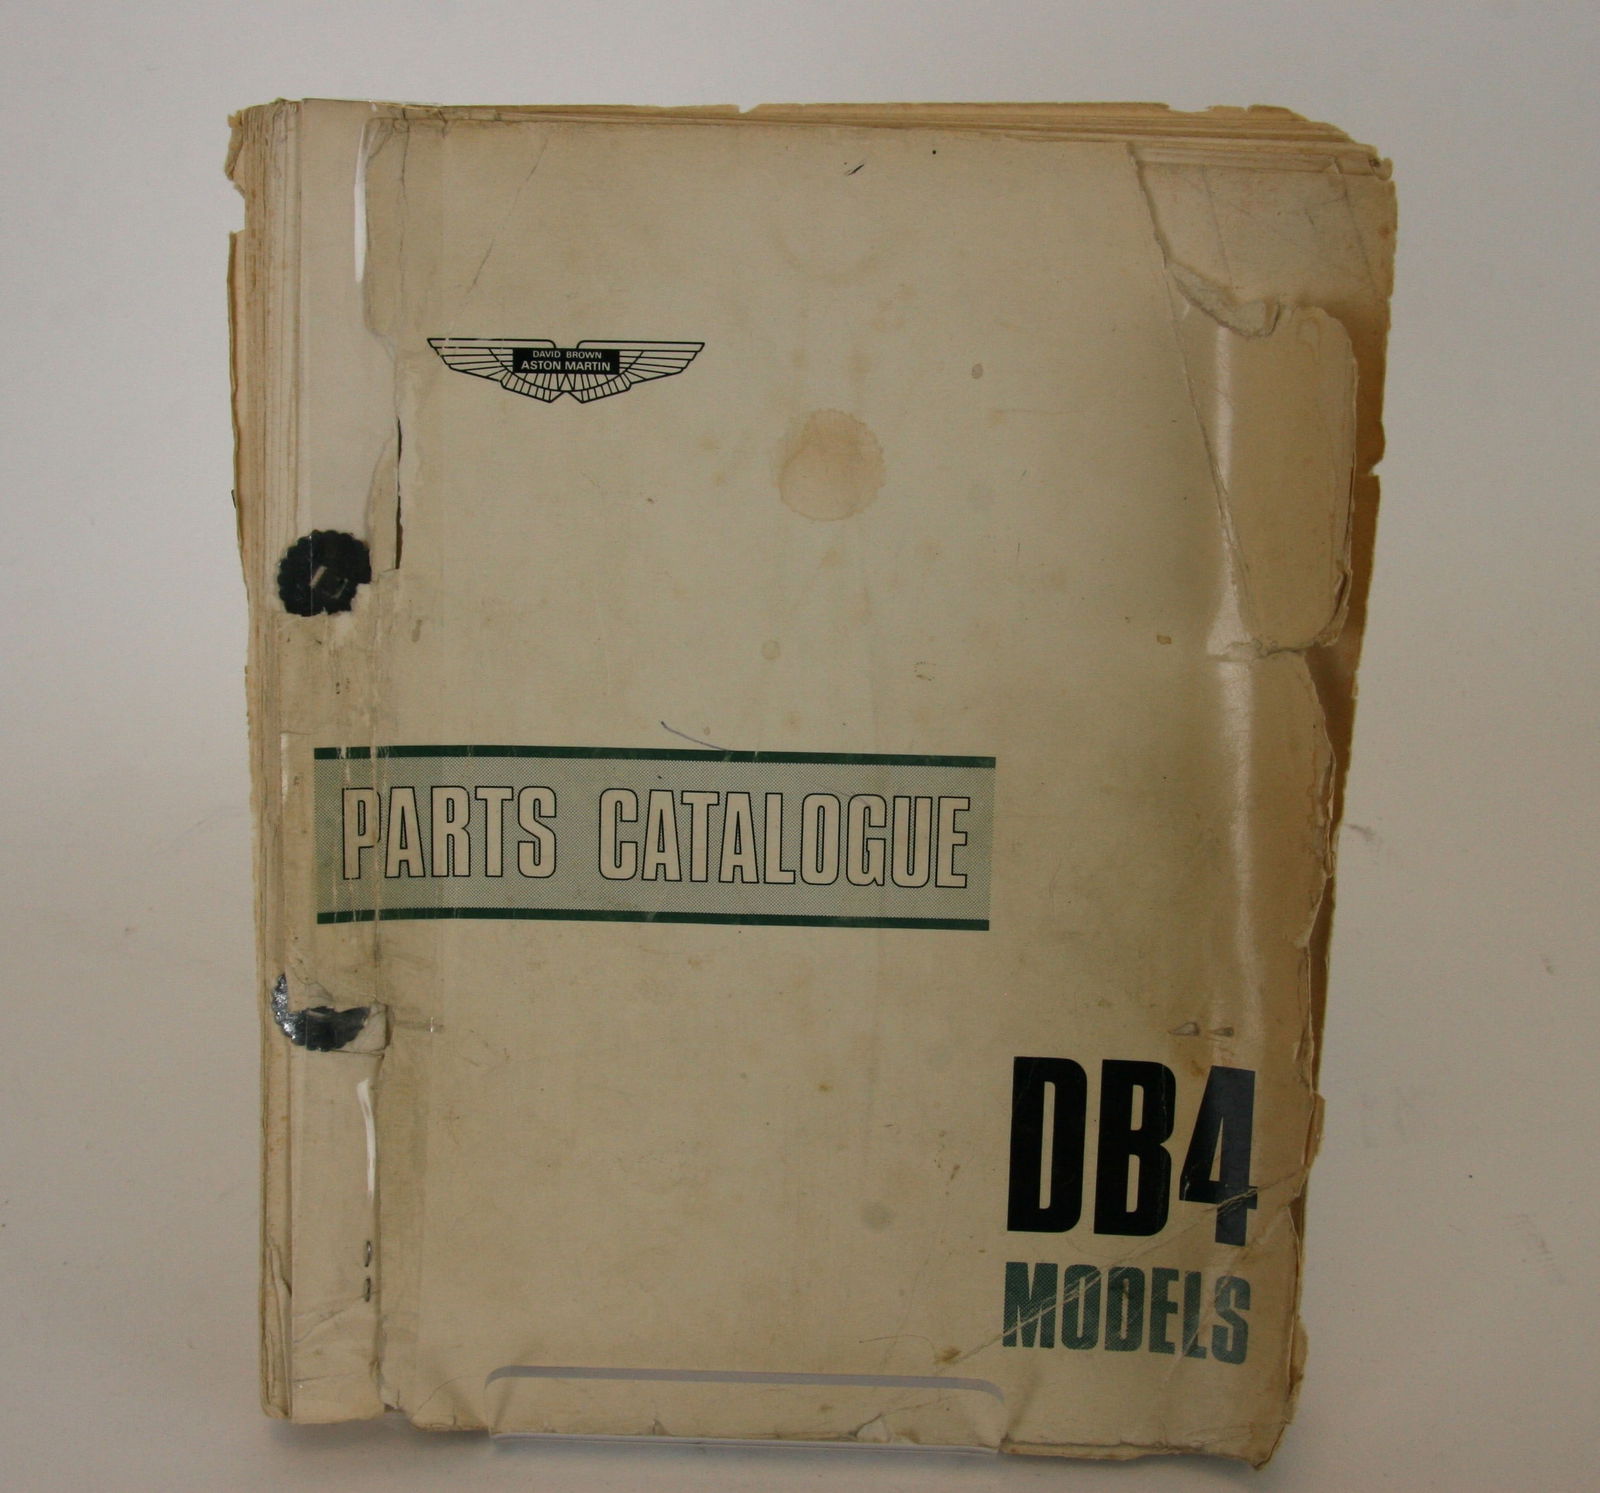 DAVID BROWN
ASTON MARTIN
PARTS CATALOGUE
DB4
MODELS